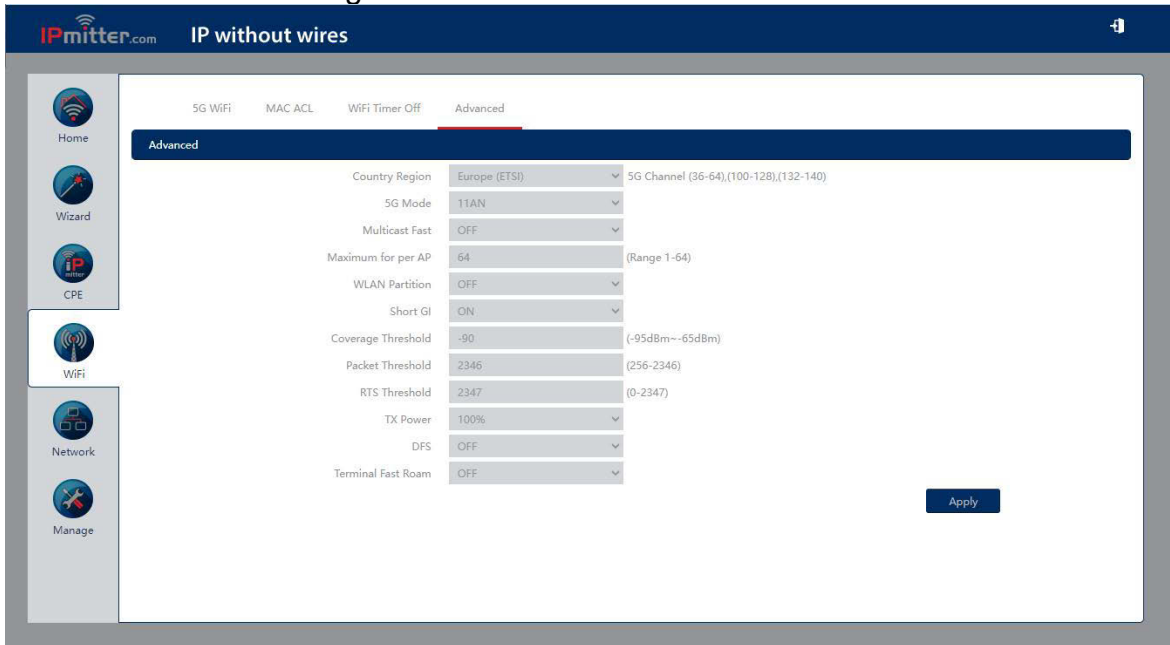 IPmitter.com IP without wires
5G WiFi MAC ACL WiFi Timer Off Advanced
Home
Advanced
Country Region Europe (ETSI) 5G Channel (36-64),(100-128),(132-140)
5G Mode 11AN
Wizard
Multicast Fast OFF
Maximum for per AP 64 (Range 1-64)
iP mitter
WLAN Partition OFF
CPE
Short GI ON
Coverage Threshold -90 (-95dBm~-65dBm)
Packet Threshold 2346 (256-2346)
WiFi
RTS Threshold 2347 (0-2347)
TX Power 100%
DFS OFF
Network
Terminal Fast Roam OFF
Apply
Manage